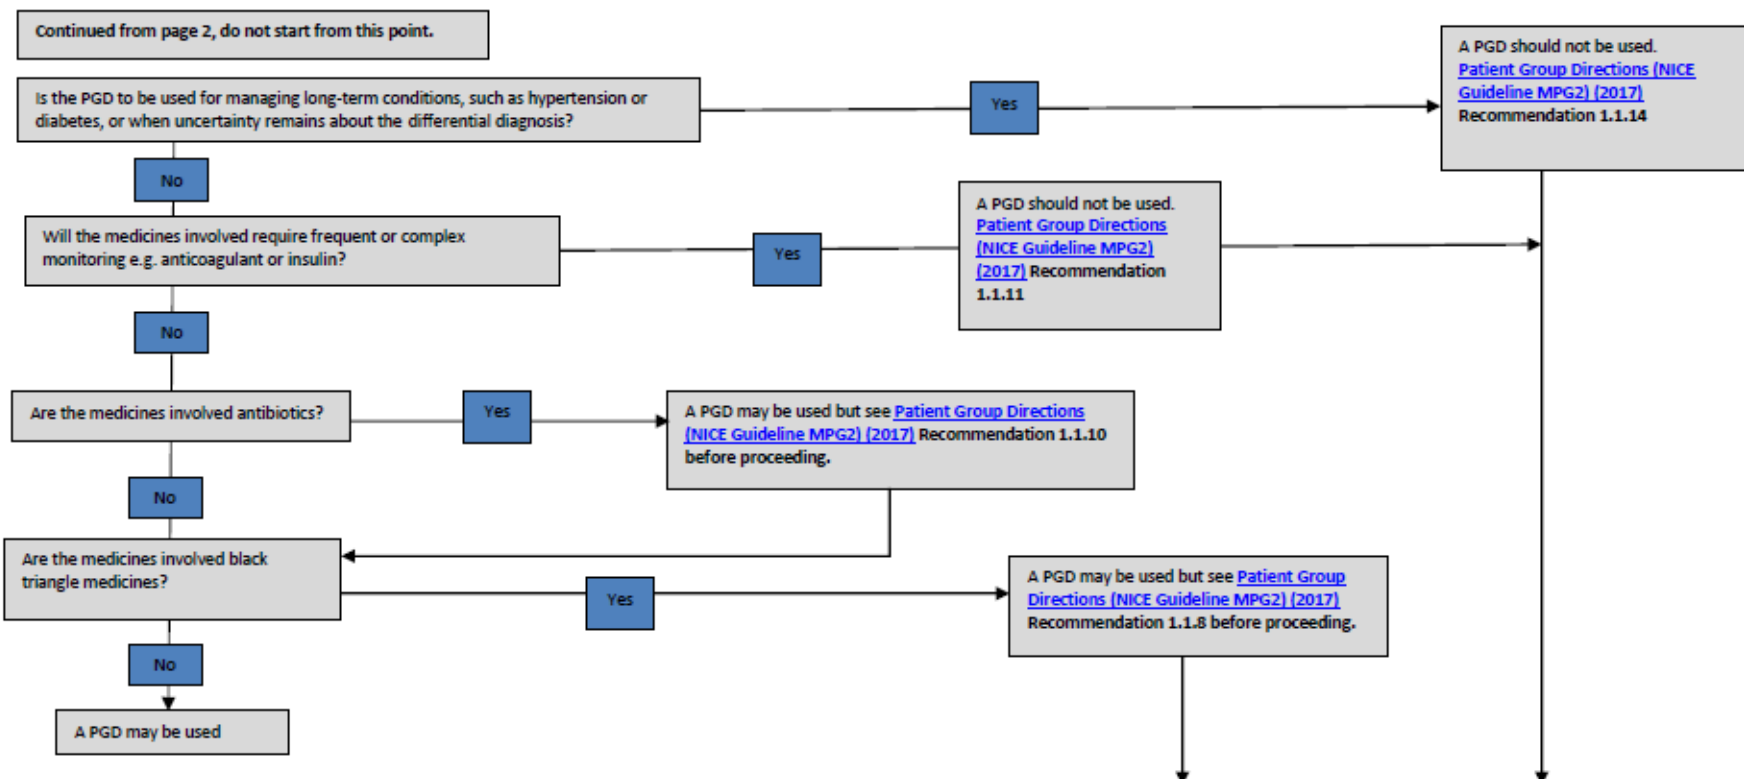 Continued from page 2, do not start from this point.
Is the PGD to be used for managing long-term conditions, such as hypertension or
diabetes, or when uncertainty remains about the differential diagnosis?
Yes
A PGD should not be used.
Patient Group Directions (NICE
Guideline MPG2) (2017)
Recommendation 1.1.14
No
Will the medicines involved require frequent or complex
monitoring e.g. anticoagulant or insulin?
Yes
A PGD should not be used.
Patient Group Directions
(NICE Guideline MPG2)
(2017) Recommendation
1.1.11
No
Are the medicines involved antibiotics?
Yes
A PGD may be used but see Patient Group Directions
(NICE Guideline MPG2) (2017) Recommendation 1.1.10
before proceeding.
No
Are the medicines involved black
triangle medicines?
Yes
A PGD may be used but see Patient Group
Directions (NICE Guideline MPG2) (2017)
Recommendation 1.1.8 before proceeding.
No
A PGD may be used